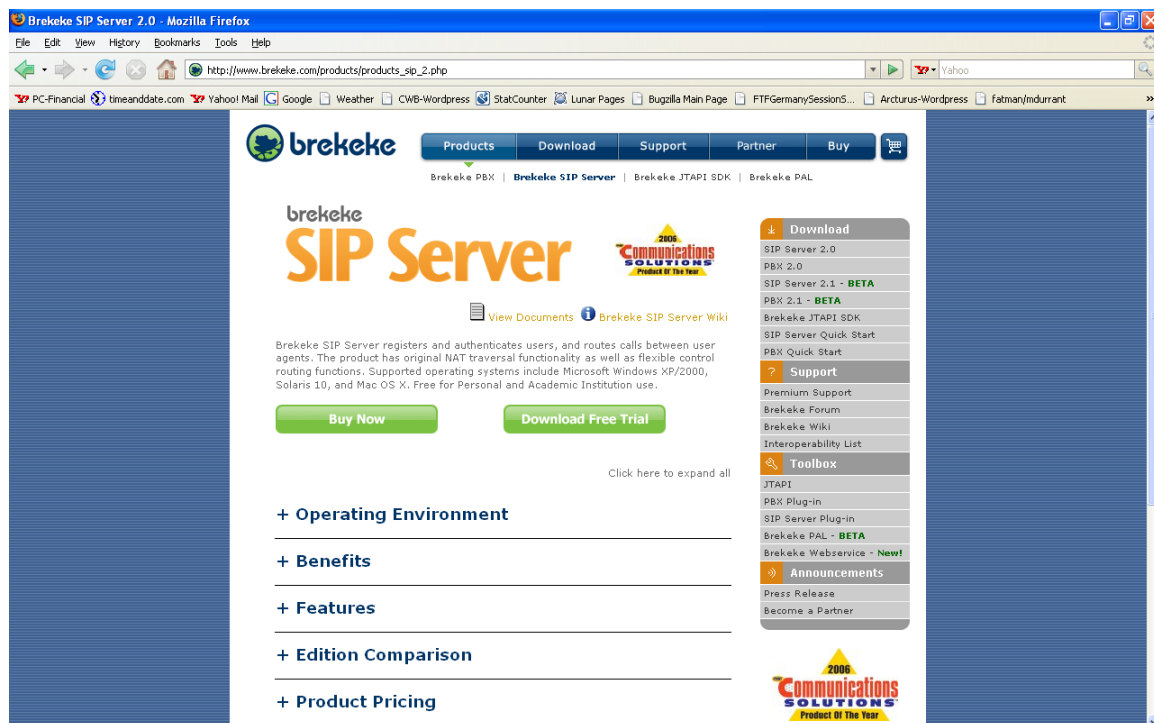 Brekeke SIP Server 2.0 - Mozilla Firefox
File Edit View History Bookmarks Tools Help
http://www.brekeke.com/products/products_sip_2.php
Yahoo
PC-Financial timeanddate.com Yahoo! Mail Google Weather CWB-Wordpress StatCounter Lunar Pages Bugzilla Main Page FTFGermanySessionS... Arcturus-Wordpress fatman/mdurrant »
brekeke
Products Download Support Partner Buy
Brekeke PBX | Brekeke SIP Server | Brekeke JTAPI SDK | Brekeke PAL
brekeke
SIP Server
2006
Communications
SOLUTIONS
Product Of The Year
View Documents Brekeke SIP Server Wiki
Brekeke SIP Server registers and authenticates users, and routes calls between user
agents. The product has original NAT traversal functionality as well as flexible control
routing functions. Supported operating systems include Microsoft Windows XP/2000,
Solaris 10, and Mac OS X. Free for Personal and Academic Institution use.
Buy Now Download Free Trial
Click here to expand all
+ Operating Environment
+ Benefits
+ Features
+ Edition Comparison
+ Product Pricing
Download
SIP Server 2.0
PBX 2.0
SIP Server 2.1 - BETA
PBX 2.1 - BETA
Brekeke JTAPI SDK
SIP Server Quick Start
PBX Quick Start
? Support
Premium Support
Brekeke Forum
Brekeke Wiki
Interoperability List
Toolbox
JTAPI
PBX Plug-in
SIP Server Plug-in
Brekeke PAL - BETA
Brekeke Webservice - New!
Announcements
Press Release
Become a Partner
2006
Communications
SOLUTIONS
Product Of The Year